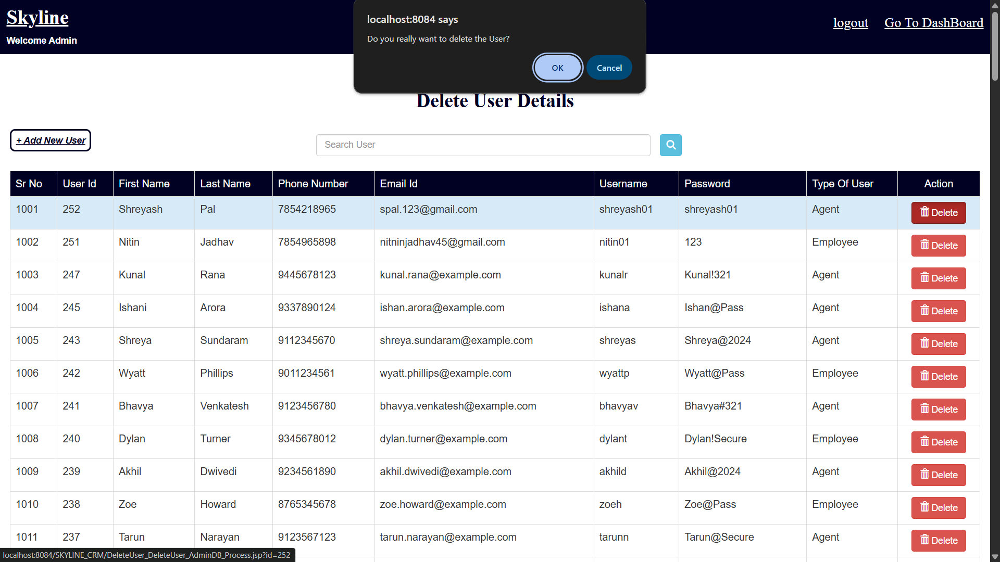 Skyline
Welcome Admin
logout Go To DashBoard
localhost:8084 says
Do you really want to delete the User?
OK Cancel
Delete User Details
+ Add New User
Search User
Sr No User Id First Name Last Name Phone Number Email Id Username Password Type Of User Action
1001 252 Shreyash Pal 7854218965 spal.123@gmail.com shreyash01 shreyash01 Agent Delete
1002 251 Nitin Jadhav 7854965898 nitninjadhav45@gmail.com nitin01 123 Employee Delete
1003 247 Kunal Rana 9445678123 kunal.rana@example.com kunalr Kunal!321 Agent Delete
1004 245 Ishani Arora 9337890124 ishan.arora@example.com ishana Ishan@Pass Agent Delete
1005 243 Shreya Sundaram 9112345670 shreya.sundaram@example.com shreyas Shreya@2024 Agent Delete
1006 242 Wyatt Phillips 9011234561 wyatt.phillips@example.com wyattp Wyatt@Pass Employee Delete
1007 241 Bhavya Venkatesh 9123456780 bhavya.venkatesh@example.com bhavyav Bhavya#321 Agent Delete
1008 240 Dylan Turner 9345678012 dylan.turner@example.com dylant Dylan!Secure Employee Delete
1009 239 Akhil Dwivedi 9234561890 akhil.dwivedi@example.com akhild Akhil@2024 Agent Delete
1010 238 Zoe Howard 8765345678 zoe.howard@example.com zoeh Zoe@Pass Employee Delete
1011 237 Tarun Narayan 9123567123 tarun.narayan@example.com tarunn Tarun@Secure Agent Delete
localhost:8084/SKYLINE_CRM/DeleteUser_DeleteUser_AdminDB_Process.jsp?id=252